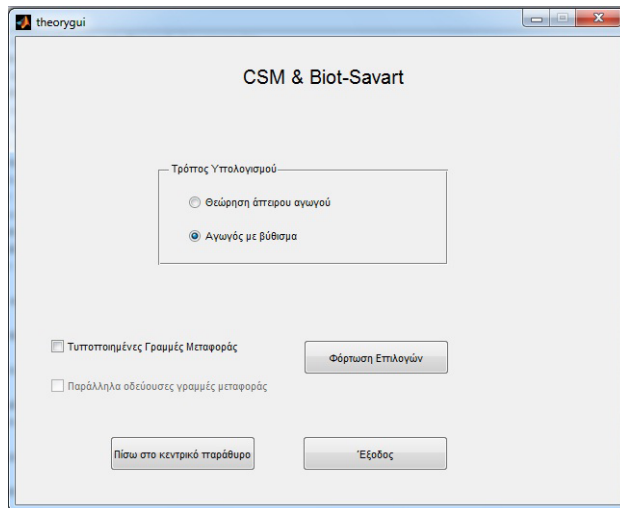 theorygui
CSM & Biot-Savart
Τρόπος Υπολογισμού
Θεώρηση άπειρου αγωγού
Αγωγός με βύθισμα
Τυποποιημένες Γραμμές Μεταφοράς
Φόρτωση Επιλογών
Παράλληλα οδεύουσες γραμμές μεταφοράς
Πίσω στο κεντρικό παράθυρο
Έξοδος